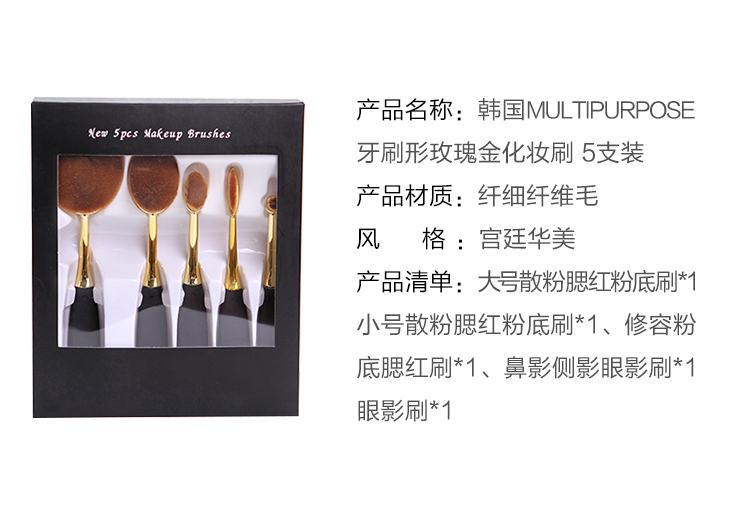 New 5pcs Makeup Brushes
产品名称：韩国MULTIPURPOSE
牙刷形玫瑰金化妆刷 5支装
产品材质：纤细纤维毛
风 格：宫廷华美
产品清单：大号散粉腮红粉底刷*1
小号散粉腮红粉底刷*1、修容粉
底腮红刷*1、鼻影侧影眼影刷*1
眼影刷*1